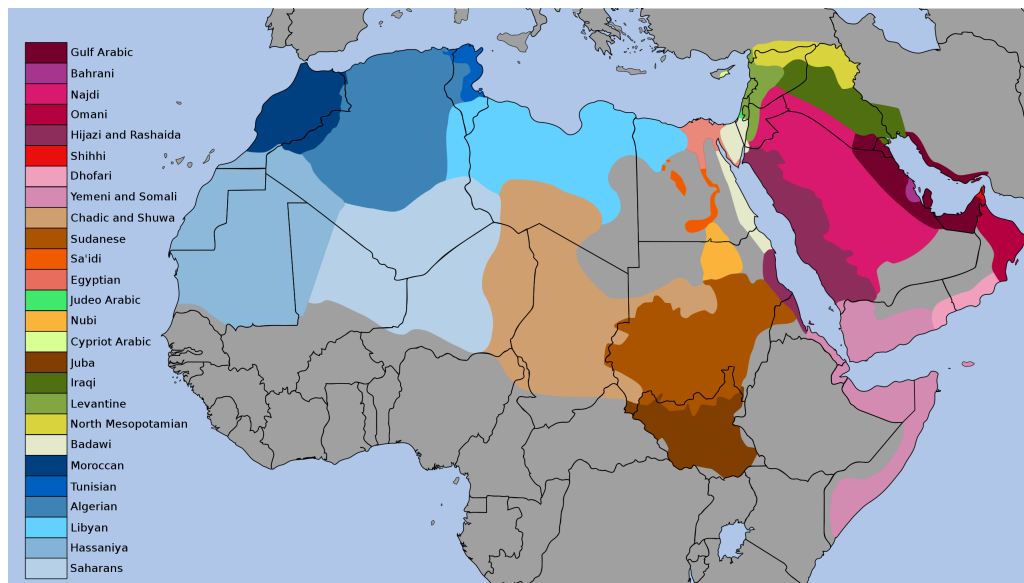 Gulf Arabic
Bahrani
Najdi
Omani
Hijazi and Rashaida
Shihhi
Dhofari
Yemeni and Somali
Chadic and Shuwa
Sudanese
Sa'idi
Egyptian
Judeo Arabic
Nubi
Cypriot Arabic
Juba
Iraqi
Levantine
North Mesopotamian
Badawi
Moroccan
Tunisian
Algerian
Libyan
Hassaniya
Saharans